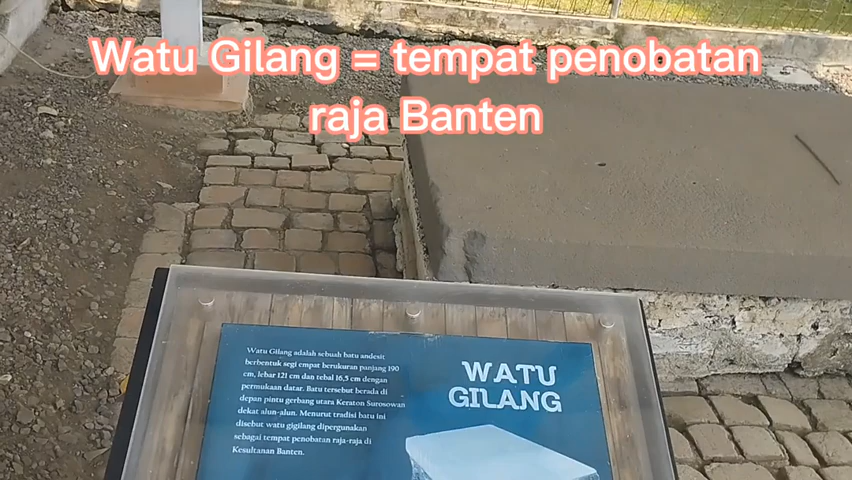 Watu Gilang = tempat penobatan
raja Banten
Watu Gilang adalah sebuah batu andesit
berbentuk segi empat berukuran panjang 190
cm, lebar 121 cm dan tebal 16,5 cm dengan
permukaan datar. Batu tersebut berada di
depan pintu gerbang utara Keraton Surosowan
dekat alun-alun. Menurut tradisi batu ini
disebut watu gigilang dipergunakan
sebagai tempat penobatan raja-raja di
Kesultanan Banten.
WATU
GILANG